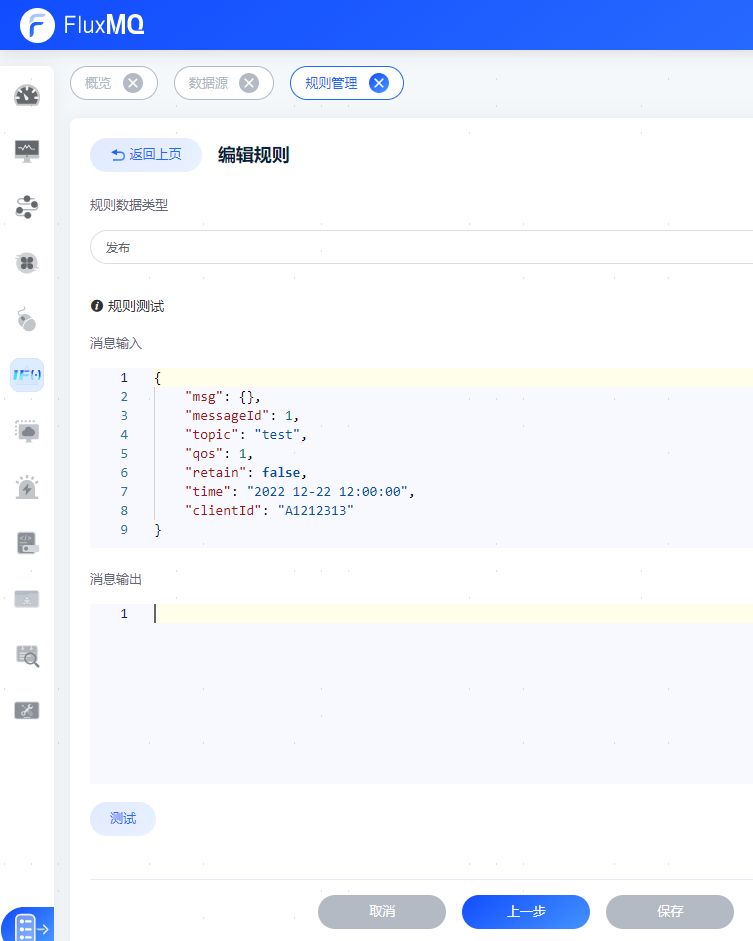 FluxMQ
概览
数据源
规则管理
返回上页
编辑规则
规则数据类型
发布
规则测试
消息输入
IF(·)
1 {
2 "msg": {},
3 "messageId": 1,
4 "topic": "test",
5 "qos": 1,
6 "retain": false,
7 "time": "2022 12-22 12:00:00",
8 "clientId": "A1212313"
9 }
消息输出
1
测试
取消
上一步
保存